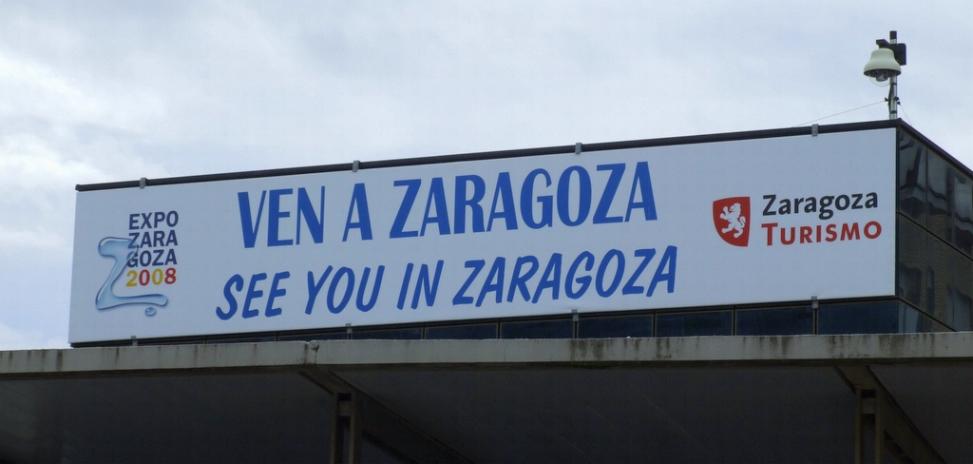 EXPO
ZARA
GOZA
2008
VEN A ZARAGOZA
SEE YOU IN ZARAGOZA
Zaragoza
TURISMO